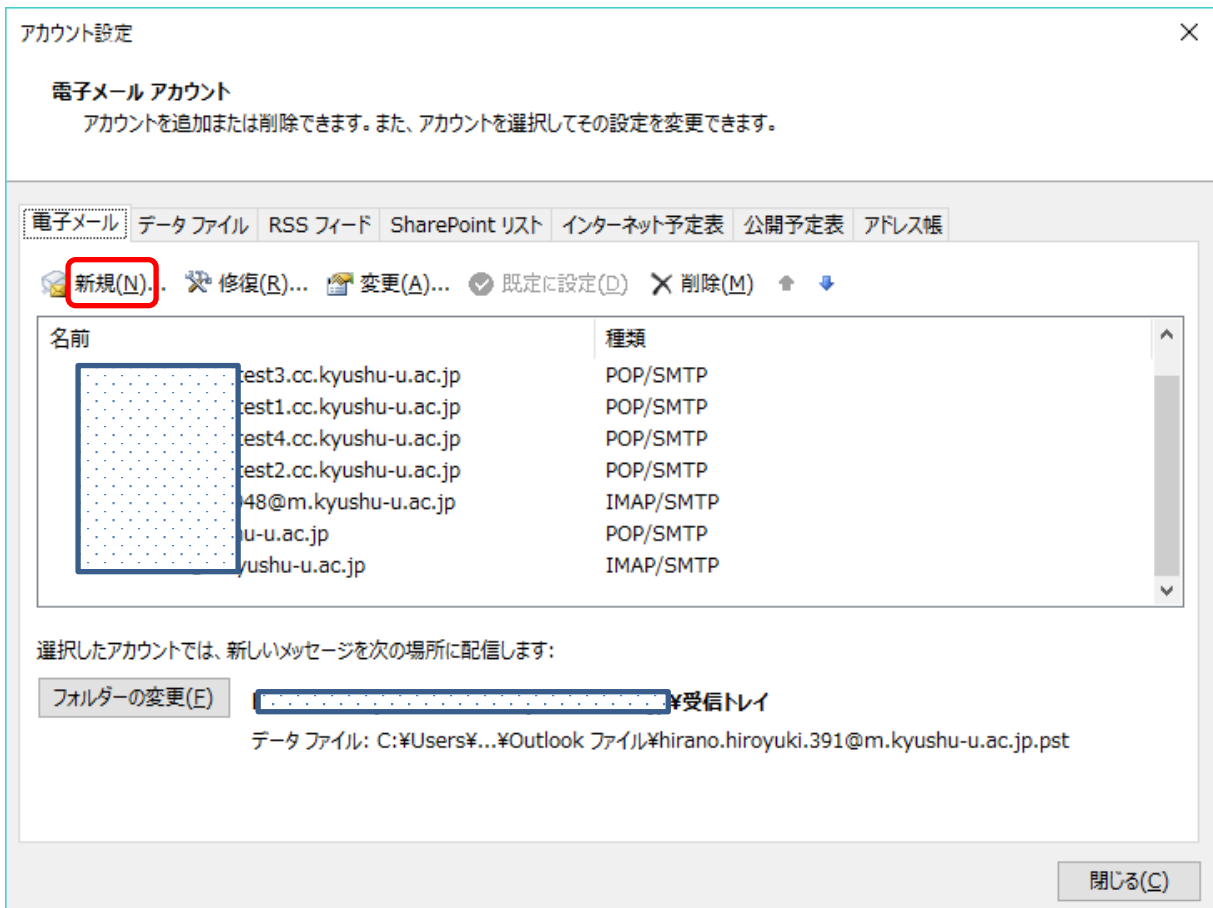 アカウント設定
電子メール アカウント
アカウントを追加または削除できます。また、アカウントを選択してその設定を変更できます。
電子メール データ ファイル RSS フィード SharePoint リスト インターネット予定表 公開予定表 アドレス帳
新規(N)... 修復(R)... 変更(A)... 既定に設定(D) 削除(M)
名前 種類
test3.cc.kyushu-u.ac.jp POP/SMTP
test1.cc.kyushu-u.ac.jp POP/SMTP
test4.cc.kyushu-u.ac.jp POP/SMTP
test2.cc.kyushu-u.ac.jp POP/SMTP
048@m.kyushu-u.ac.jp IMAP/SMTP
u-u.ac.jp POP/SMTP
yushu-u.ac.jp IMAP/SMTP
選択したアカウントでは、新しいメッセージを次の場所に配信します:
フォルダーの変更(F) ¥受信トレイ
データ ファイル: C:¥Users¥...¥Outlook ファイル¥hirano.hiroyuki.391@m.kyushu-u.ac.jp.pst
閉じる(C)